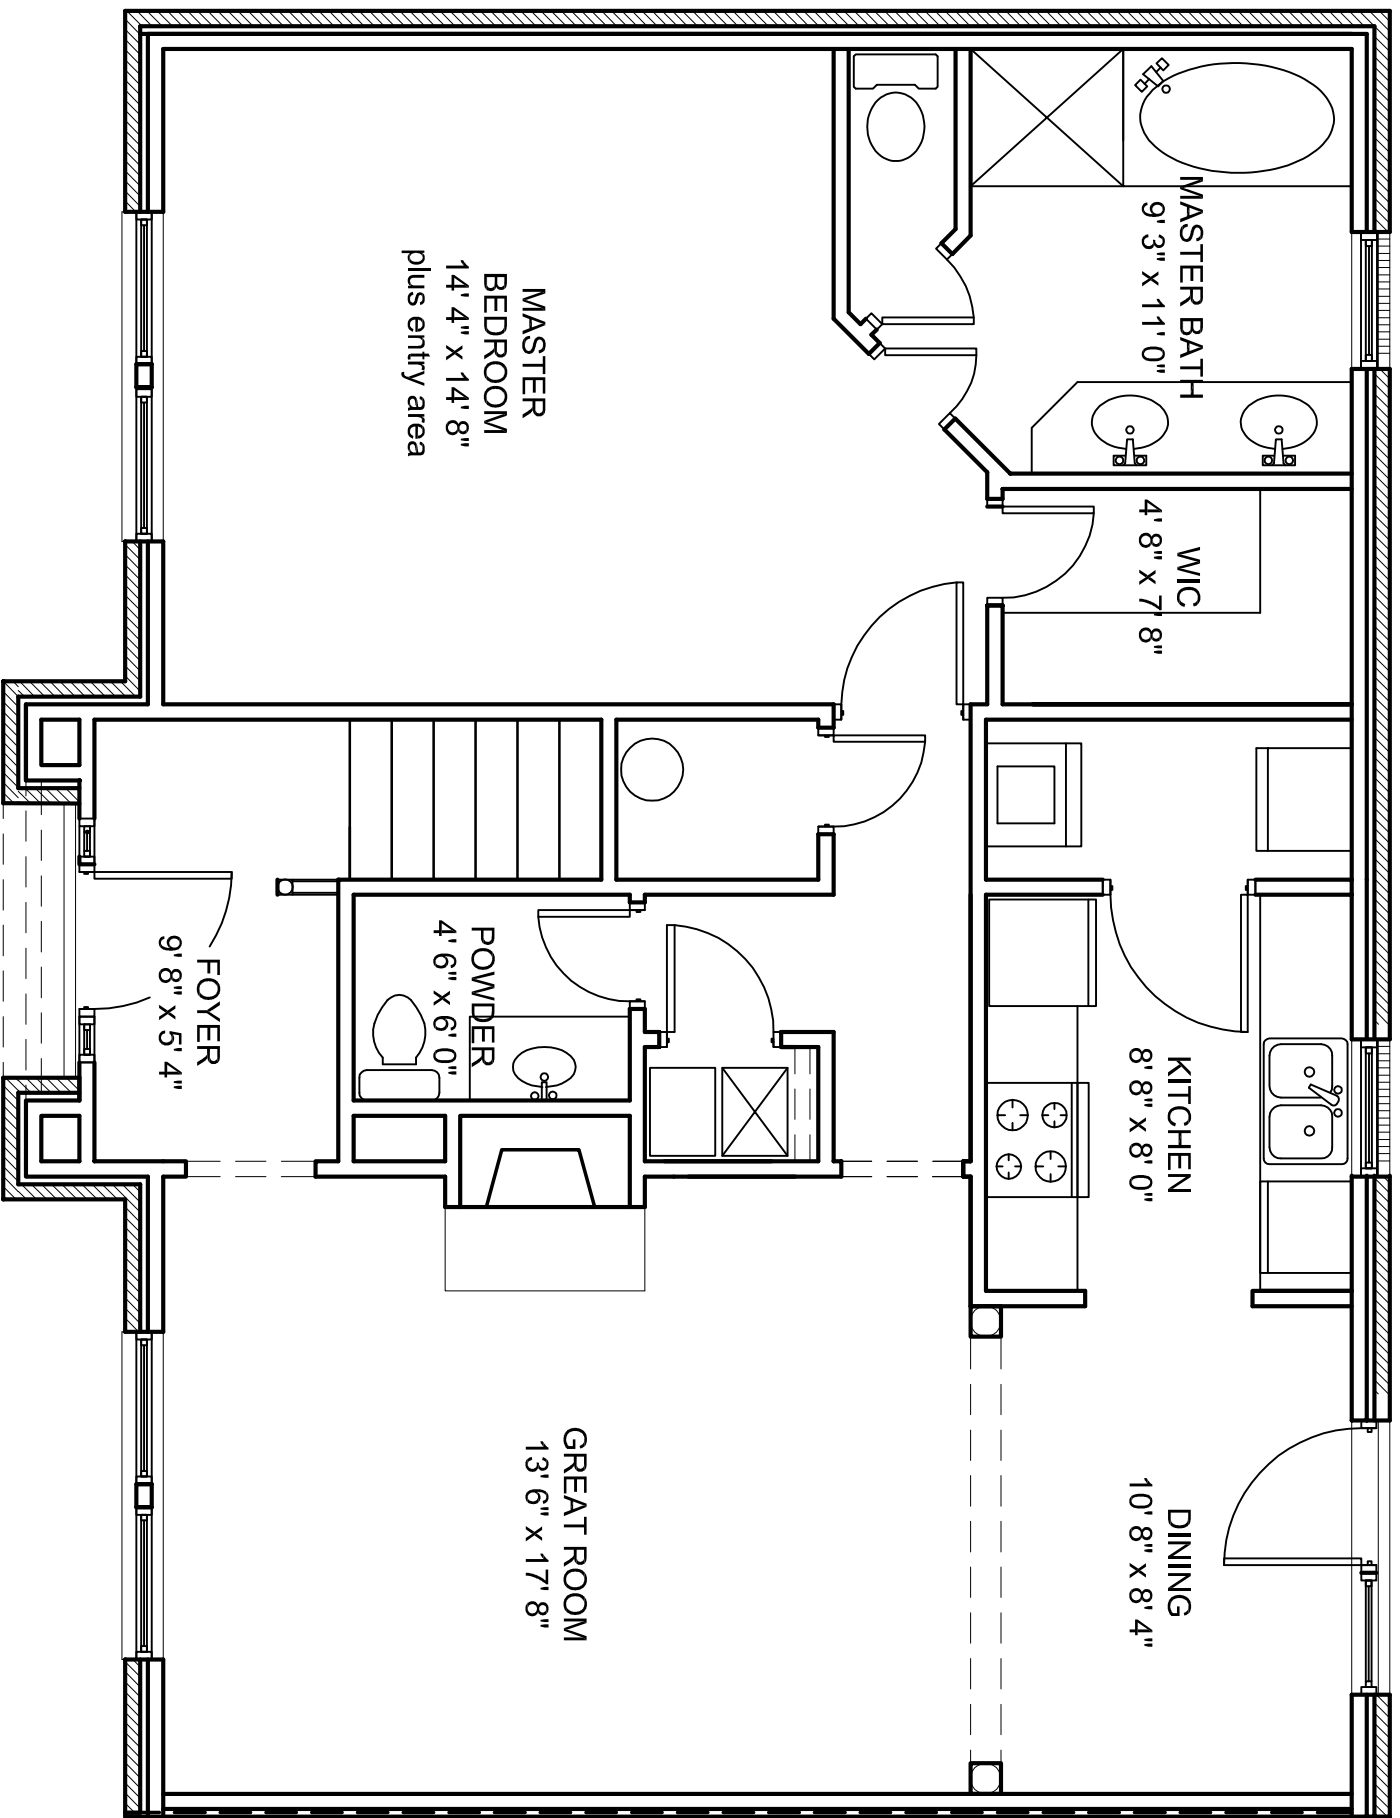 MASTER BATH
9' 3" x 11' 0"
WIC
4' 8" x 7' 8"
KITCHEN
8' 8" x 8' 0"
DINING
10' 8" x 8' 4"
MASTER
BEDROOM
14' 4" x 14' 8"
plus entry area
POWDER
4' 6" x 6' 0"
GREAT ROOM
13' 6" x 17' 8"
FOYER
9' 8" x 5' 4"